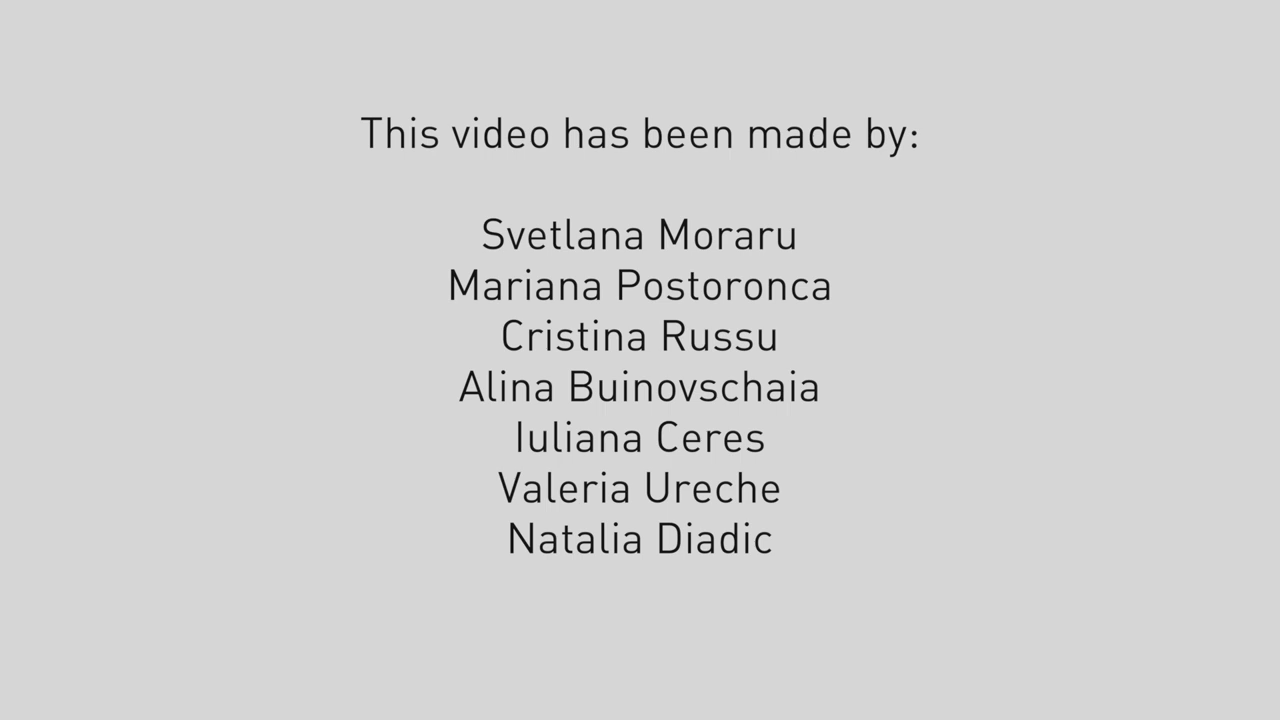 This video has been made by:
Svetlana Moraru
Mariana Postoronca
Cristina Russu
Alina Buinovschaia
Iuliana Ceres
Valeria Ureche
Natalia Diadic